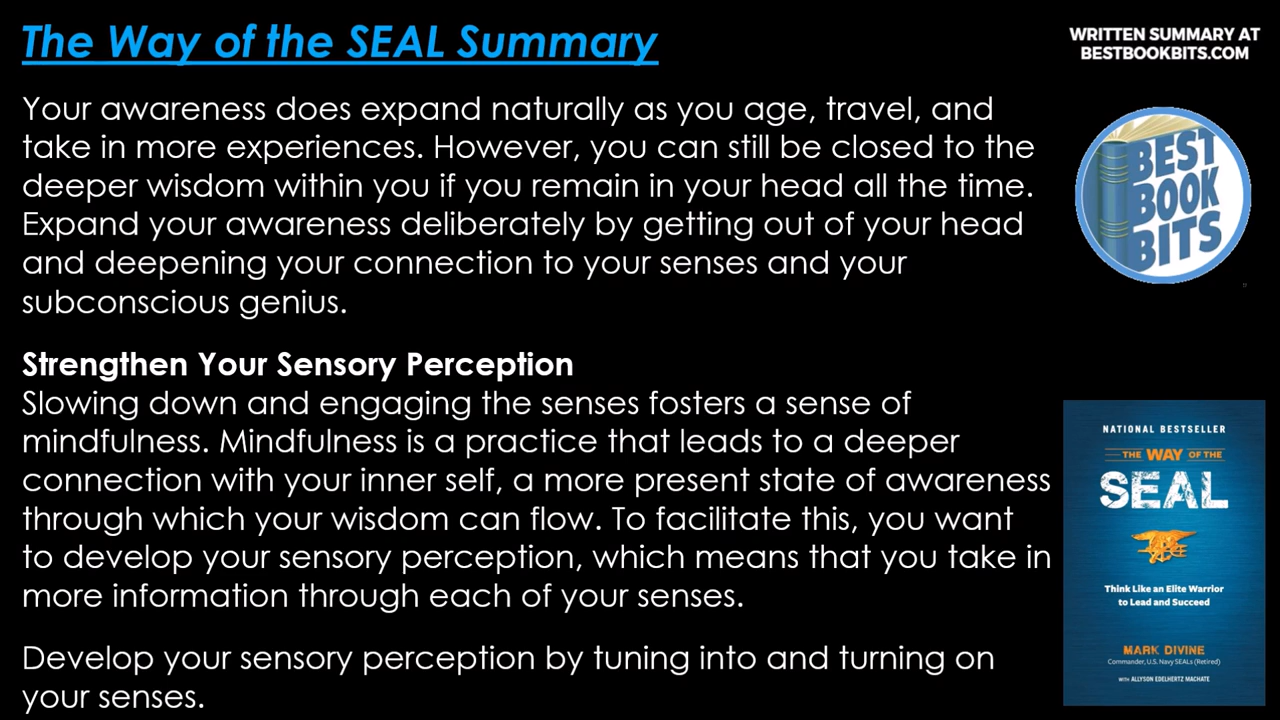 The Way of the SEAL Summary
WRITTEN SUMMARY AT
BESTBOOKBITS.COM
Your awareness does expand naturally as you age, travel, and
take in more experiences. However, you can still be closed to the
deeper wisdom within you if you remain in your head all the time.
Expand your awareness deliberately by getting out of your head
and deepening your connection to your senses and your
subconscious genius.
BEST
BOOK
BITS
Strengthen Your Sensory Perception
Slowing down and engaging the senses fosters a sense of
mindfulness. Mindfulness is a practice that leads to a deeper
connection with your inner self, a more present state of awareness
through which your wisdom can flow. To facilitate this, you want
to develop your sensory perception, which means that you take in
more information through each of your senses.
Develop your sensory perception by tuning into and turning on
your senses.
NATIONAL BESTSELLER
THE WAY OF THE
SEAL
Think Like an Elite Warrior
to Lead and Succeed
MARK DIVINE
Commander, U.S. Navy SEALs (Retired)
WITH ALLYSON EDELHERTZ MACHATE